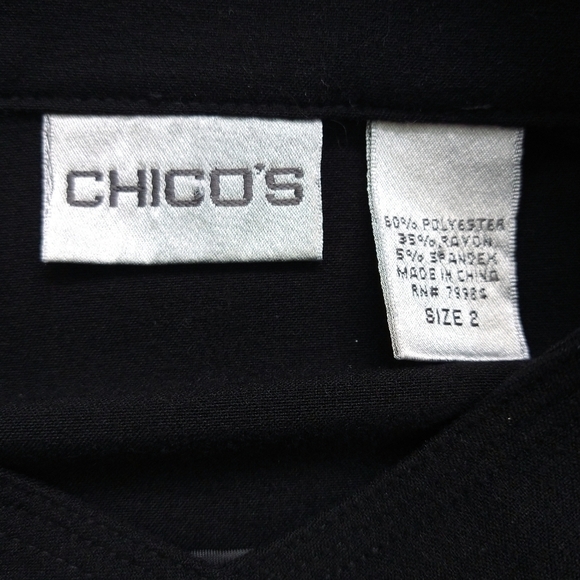 CHICO'S
60% POLYESTER
35% RAYON
5% SPANDEX
MADE IN CHINA
RN# 79984
SIZE 2